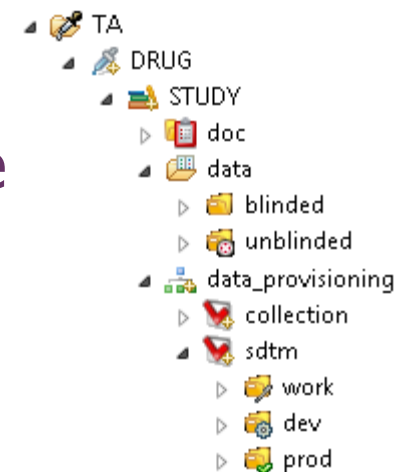 TA
DRUG
STUDY
doc
e
data
blinded
unblinded
data_provisioning
collection
sdtm
work
dev
prod